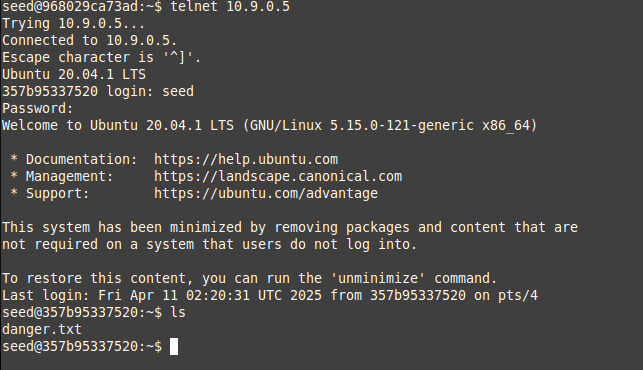 seed@968029ca73ad:~$ telnet 10.9.0.5
Trying 10.9.0.5...
Connected to 10.9.0.5.
Escape character is '^]'.
Ubuntu 20.04.1 LTS
357b95337520 login: seed
Password:
Welcome to Ubuntu 20.04.1 LTS (GNU/Linux 5.15.0-121-generic x86_64)

 * Documentation:  https://help.ubuntu.com
 * Management:     https://landscape.canonical.com
 * Support:        https://ubuntu.com/advantage

This system has been minimized by removing packages and content that are
not required on a system that users do not log into.

To restore this content, you can run the 'unminimize' command.
Last login: Fri Apr 11 02:20:31 UTC 2025 from 357b95337520 on pts/4
seed@357b95337520:~$ ls
danger.txt
seed@357b95337520:~$